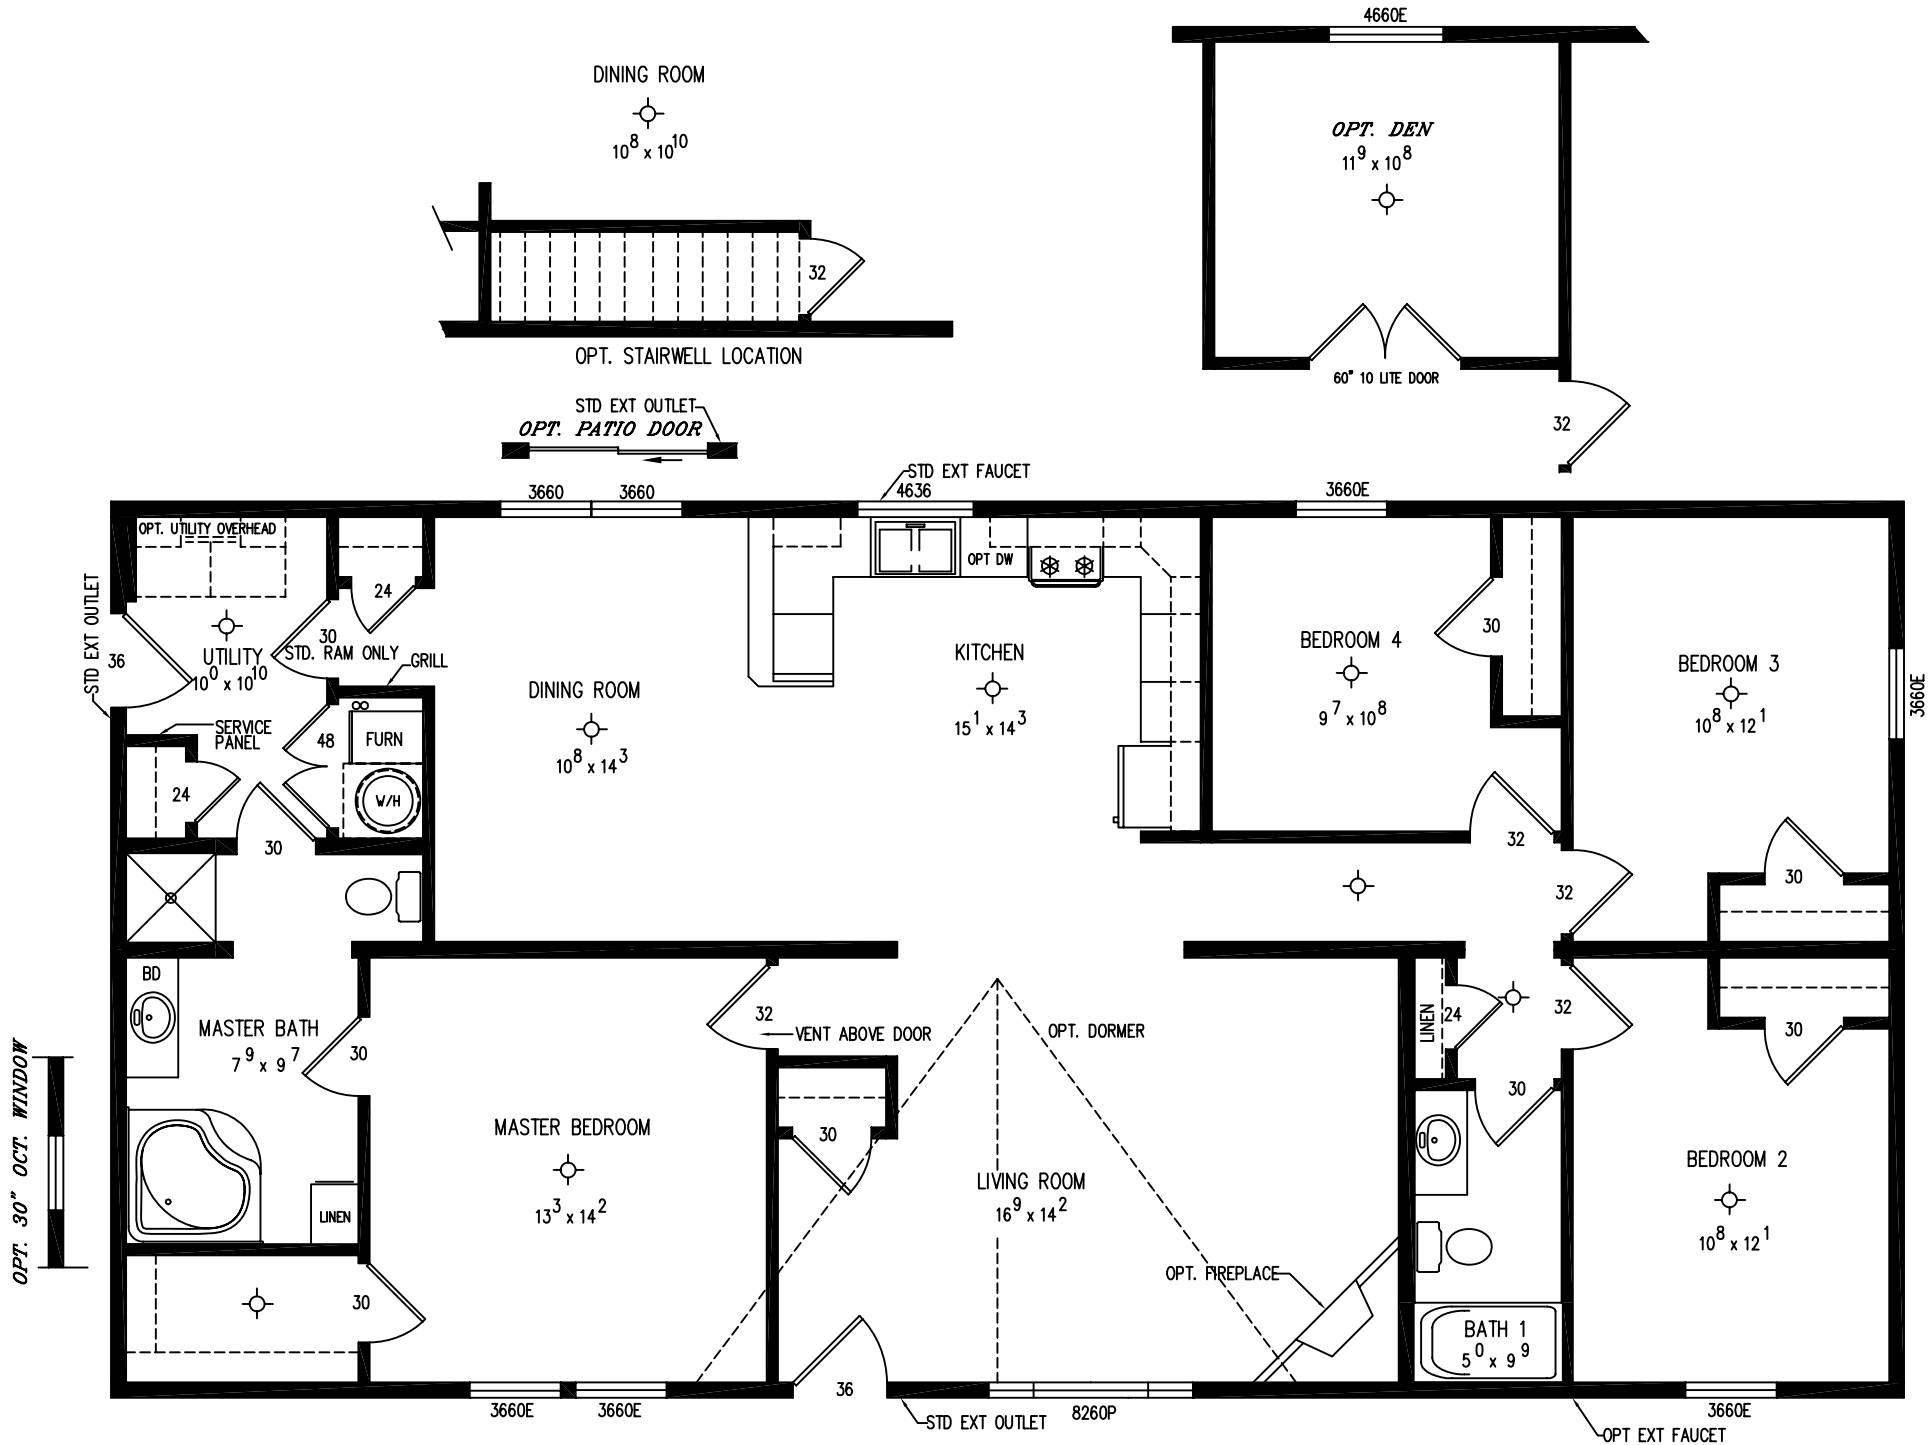 4660E
DINING ROOM
10⁸ x 10¹⁰
OPT. DEN
11⁹ x 10⁸
32
OPT. STAIRWELL LOCATION
60" 10 LITE DOOR
32
STD EXT OUTLET
OPT. PATIO DOOR
STD EXT FAUCET
3660
3660
4636
3660E
OPT. UTILITY OVERHEAD
OPT DW
24
STD EXT OUTLET
36
30
STD. RAM ONLY
UTILITY
10⁰ x 10¹⁰
GRILL
30
BEDROOM 4
9⁷ x 10⁸
KITCHEN
15¹ x 14³
BEDROOM 3
10⁸ x 12¹
3660E
DINING ROOM
10⁸ x 14³
SERVICE
PANEL
48
FURN
24
W/H
30
32
30
32
BD
MASTER BATH
7⁹ x 9⁷
30
32
VENT ABOVE DOOR
OPT. DORMER
LINEN
24
32
30
30
OPT. 30" OCT. WINDOW
MASTER BEDROOM
13³ x 14²
30
LIVING ROOM
16⁹ x 14²
BEDROOM 2
10⁸ x 12¹
LINEN
30
OPT. FIREPLACE
BATH 1
5⁰ x 9⁹
36
3660E
3660E
STD EXT OUTLET
8260P
3660E
OPT EXT FAUCET